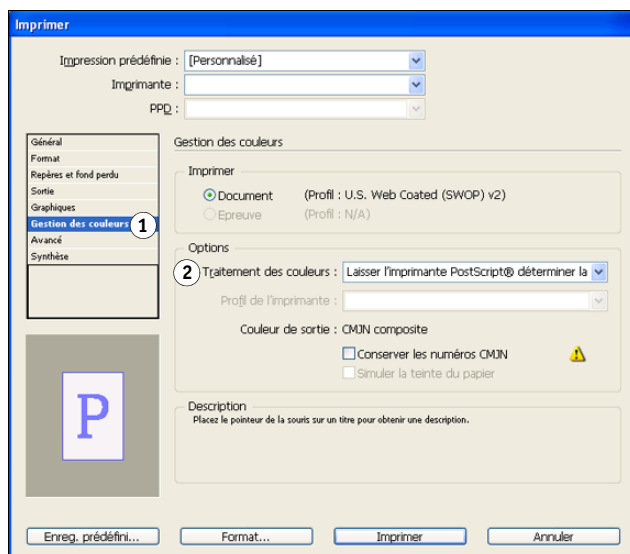 Imprimer
Impression prédéfinie : [Personnalisé]
Imprimante :
PPD :
Général
Format
Repères et fond perdu
Sortie
Graphiques
Gestion des couleurs 1
Avancé
Synthèse
Gestion des couleurs
Imprimer
Document (Profil : U.S. Web Coated (SWOP) v2)
Epreuve (Profil : N/A)
Options
2 Traitement des couleurs : Laisser l'imprimante PostScript® déterminer la
Profil de l'imprimante :
Couleur de sortie : CMJN composite
Conserver les numéros CMJN
Simuler la teinte du papier
Description
Placez le pointeur de la souris sur un titre pour obtenir une description.
P
Enreg. prédéfini... Format... Imprimer Annuler